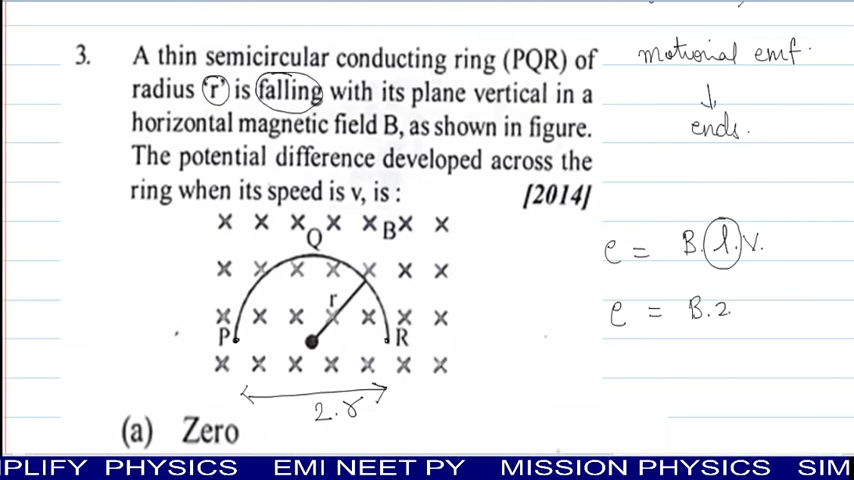 3. A thin semicircular conducting ring (PQR) of
radius 'r' is falling with its plane vertical in a
horizontal magnetic field B, as shown in figure.
The potential difference developed across the
ring when its speed is v, is : [2014]
motional emf.
↓
ends.
e = B.l.v.
e = B.2
× × × × × B × ×
Q
× × × × × × ×
r
× × × × × × ×
P R
× × × × × × ×
2.r
(a) Zero
MPLIFY PHYSICS EMI NEET PY MISSION PHYSICS SIM